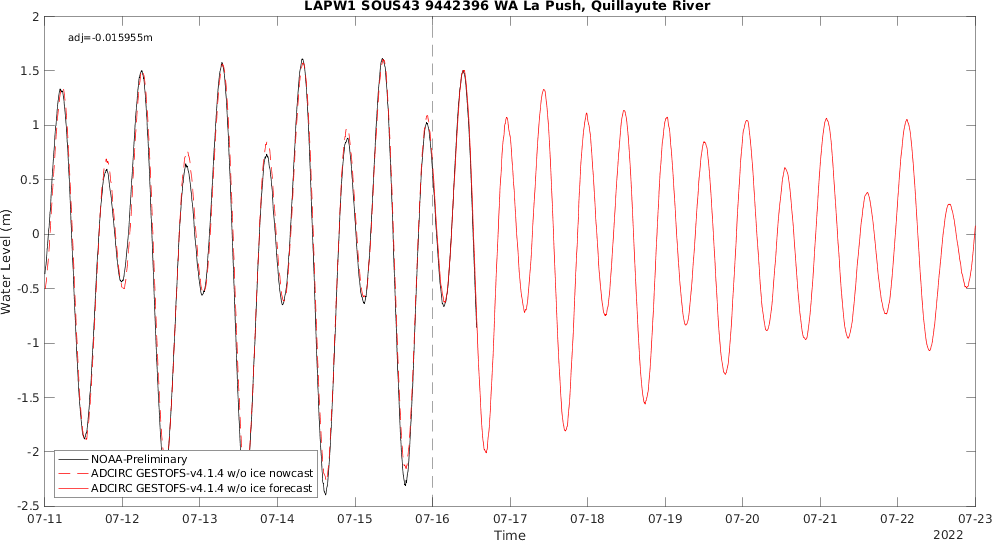 LAPW1 SOUS43 9442396 WA La Push, Quillayute River
adj=-0.015955m
2
1.5
1
0.5
0
-0.5
-1
-1.5
-2
-2.5
Water Level (m)
NOAA-Preliminary
ADCIRC GESTOFS-v4.1.4 w/o ice nowcast
ADCIRC GESTOFS-v4.1.4 w/o ice forecast
07-11 07-12 07-13 07-14 07-15 07-16 07-17 07-18 07-19 07-20 07-21 07-22 07-23
Time
2022